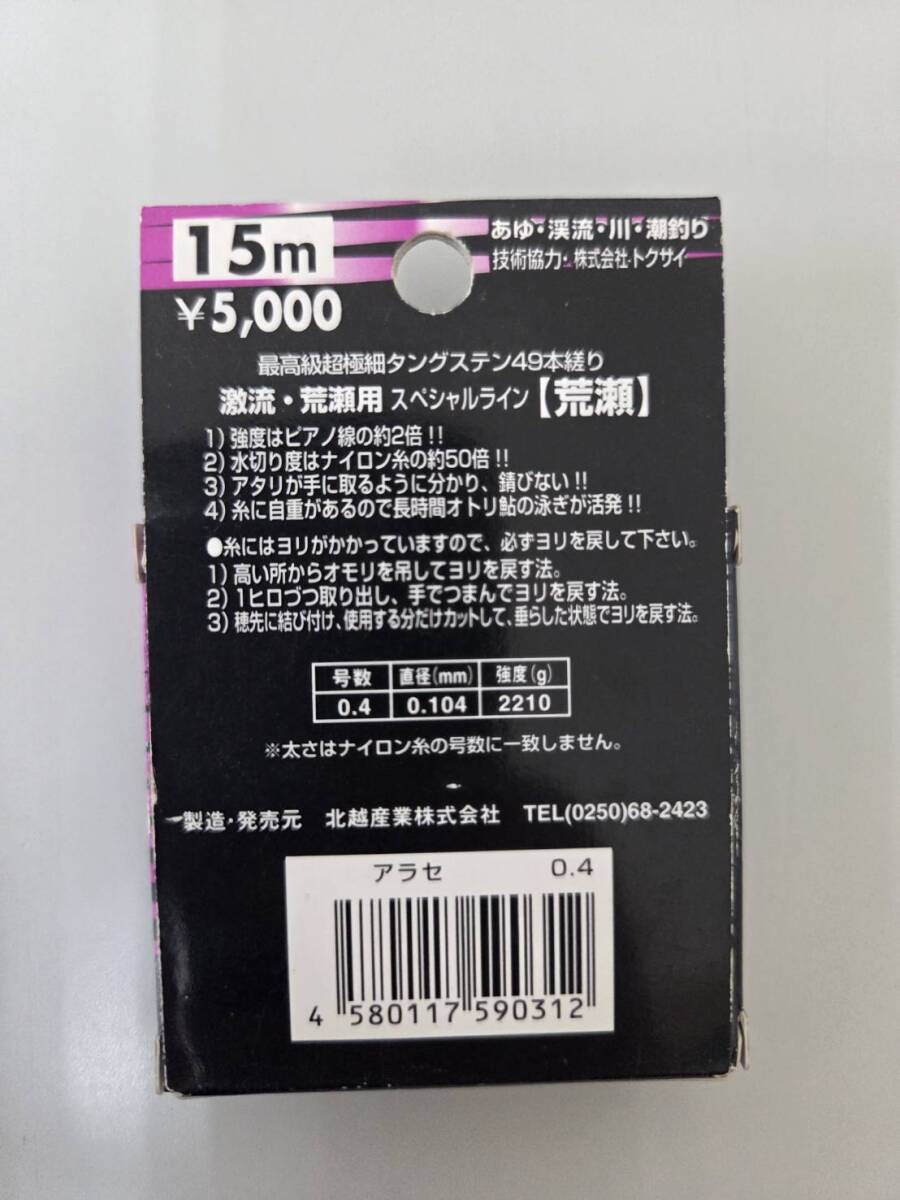 15m
あゆ・渓流・川・潮釣り
技術協力・株式会社トクサイ
¥5,000
最高級超極細タングステン49本縒り
激流・荒瀬用 スペシャルライン【荒瀬】
1) 強度はピアノ線の約2倍!!
2) 水切り度はナイロン糸の約50倍!!
3) アタリが手に取るように分かり、錆びない!!
4) 糸に自重があるので長時間オトリ鮎の泳ぎが活発!!
●糸にはヨリがかかっていますので、必ずヨリを戻して下さい。
1) 高い所からオモリを吊してヨリを戻す法。
2) 1ヒロづつ取り出し、手でつまんでヨリを戻す法。
3) 穂先に結び付け、使用する分だけカットして、垂らした状態でヨリを戻す法。
号数 直径(mm) 強度(g)
0.4 0.104 2210
※太さはナイロン糸の号数に一致しません。
製造・発売元 北越産業株式会社 TEL(0250)68-2423
アラセ 0.4
4 580117 590312